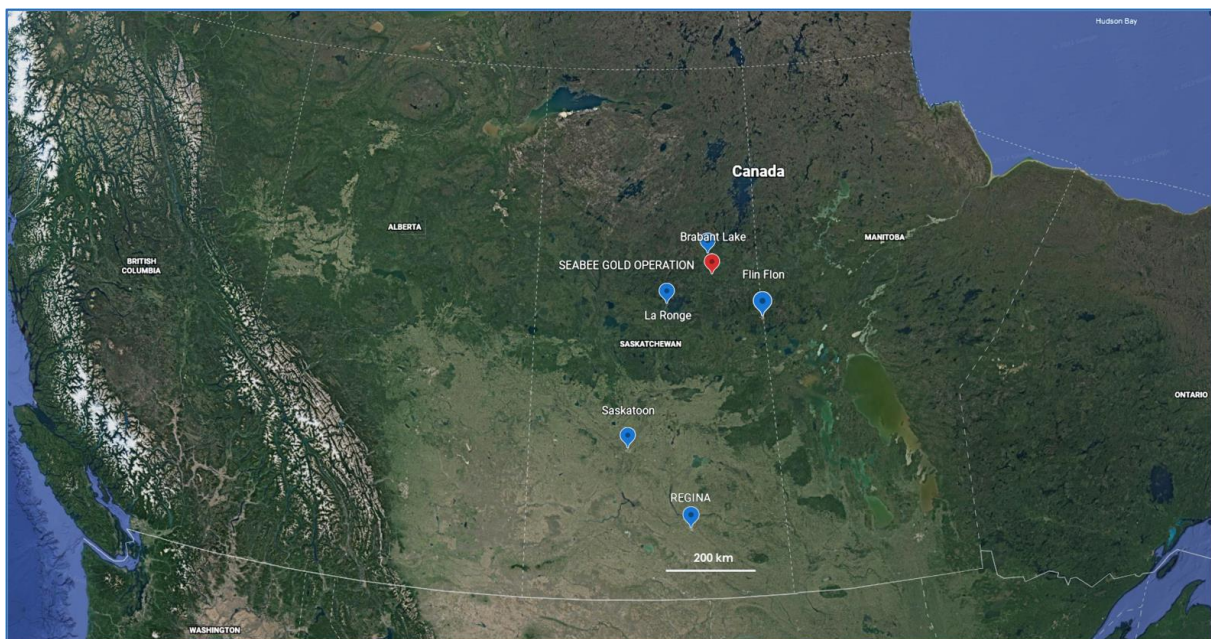 Hudson Bay
Canada
Brabant Lake
ALBERTA
MANITOBA
BRITISH
COLUMBIA
SEABEE GOLD OPERATION
Flin Flon
La Ronge
SASKATCHEWAN
ONTARIO
Saskatoon
REGINA
200 km
WASHINGTON